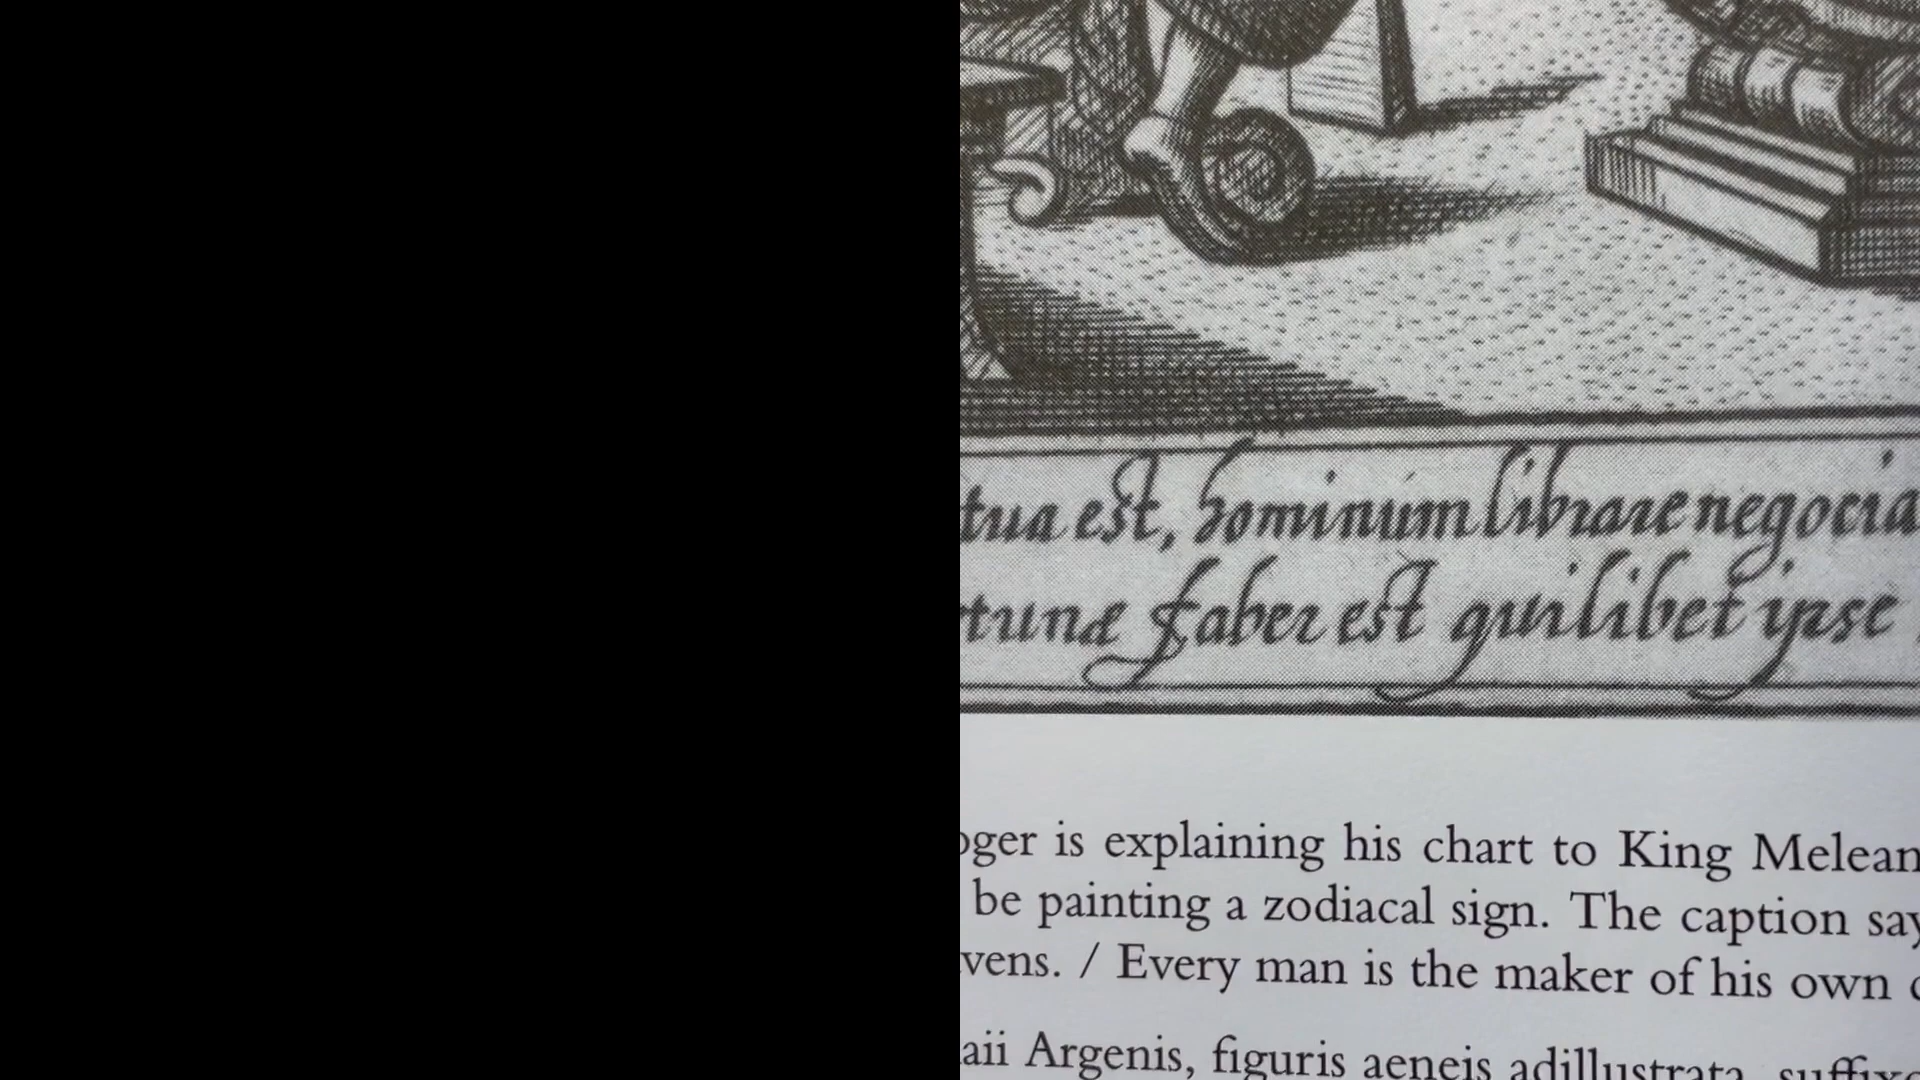 tua est, hominum librare negocia
tunæ faber est quilibet ipse
oger is explaining his chart to King Melean
be painting a zodiacal sign. The caption say
vens. / Every man is the maker of his own
aii Argenis, figuris aeneis adillustrata, suffixo